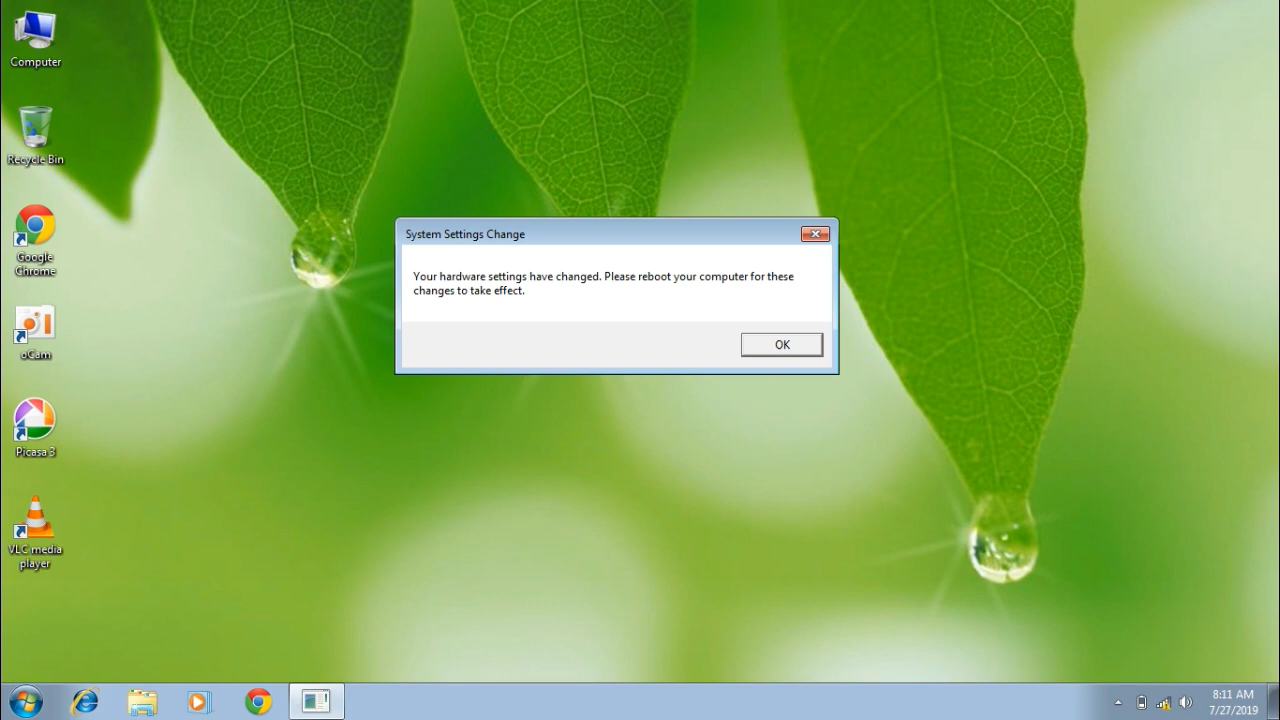 Computer
Recycle Bin
Google
Chrome
oCam
Picasa 3
VLC media
player
System Settings Change
Your hardware settings have changed. Please reboot your computer for these
changes to take effect.
OK
8:11 AM
7/27/2019